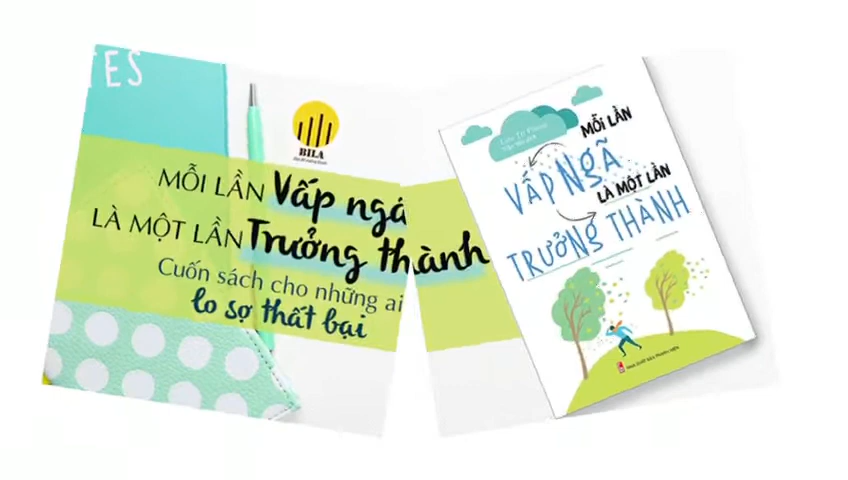 TES
BILA
MỖI LẦN Vấp ngã
LÀ MỘT LẦN Trưởng thành
Cuốn sách cho những ai
lo sợ thất bại
MỖI LẦN
VẤP NGÃ
LÀ MỘT LẦN
TRƯỞNG THÀNH